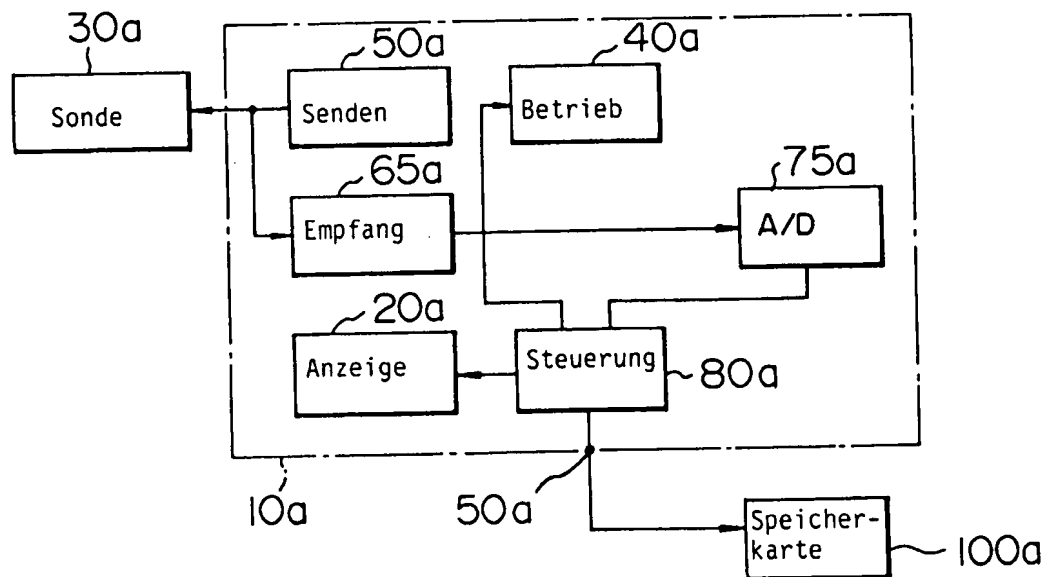 30a
50a
40a
Sonde
Senden
Betrieb
65a
75a
Empfang
A/D
20a
Anzeige
Steuerung
80a
10a
50a
Speicher-
karte
100a